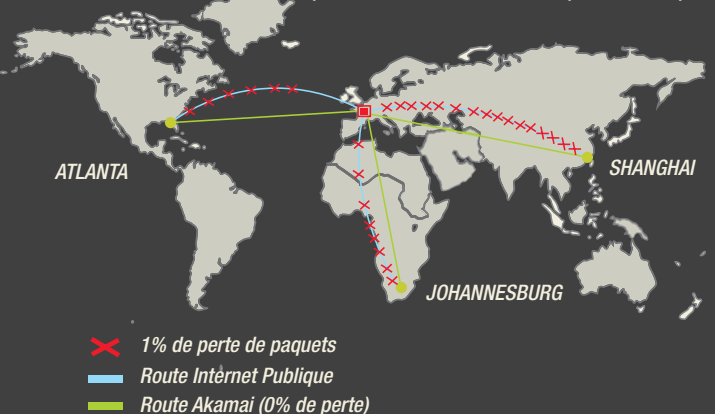 ATLANTA
SHANGHAI
JOHANNESBURG
1% de perte de paquets
Route Internet Publique
Route Akamai (0% de perte)